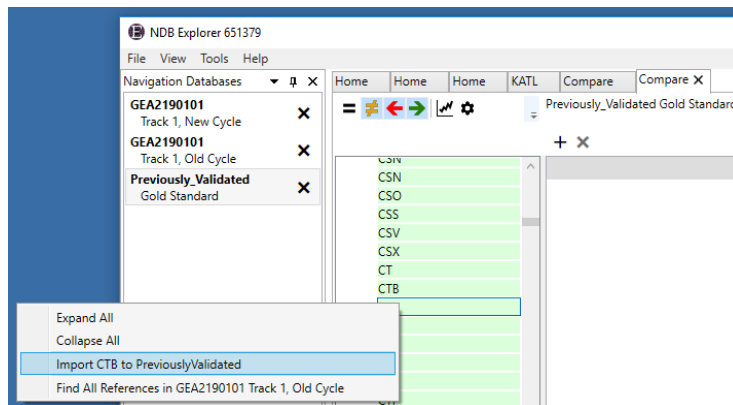 NDB Explorer 651379
File View Tools Help
Navigation Databases
Home Home Home KATL Compare Compare
GEA2190101
Track 1, New Cycle
GEA2190101
Track 1, Old Cycle
Previously_Validated
Gold Standard
Previously_Validated Gold Standard
CSN
CSN
CSO
CSS
CSV
CSX
CT
CTB
Expand All
Collapse All
Import CTB to PreviouslyValidated
Find All References in GEA2190101 Track 1, Old Cycle